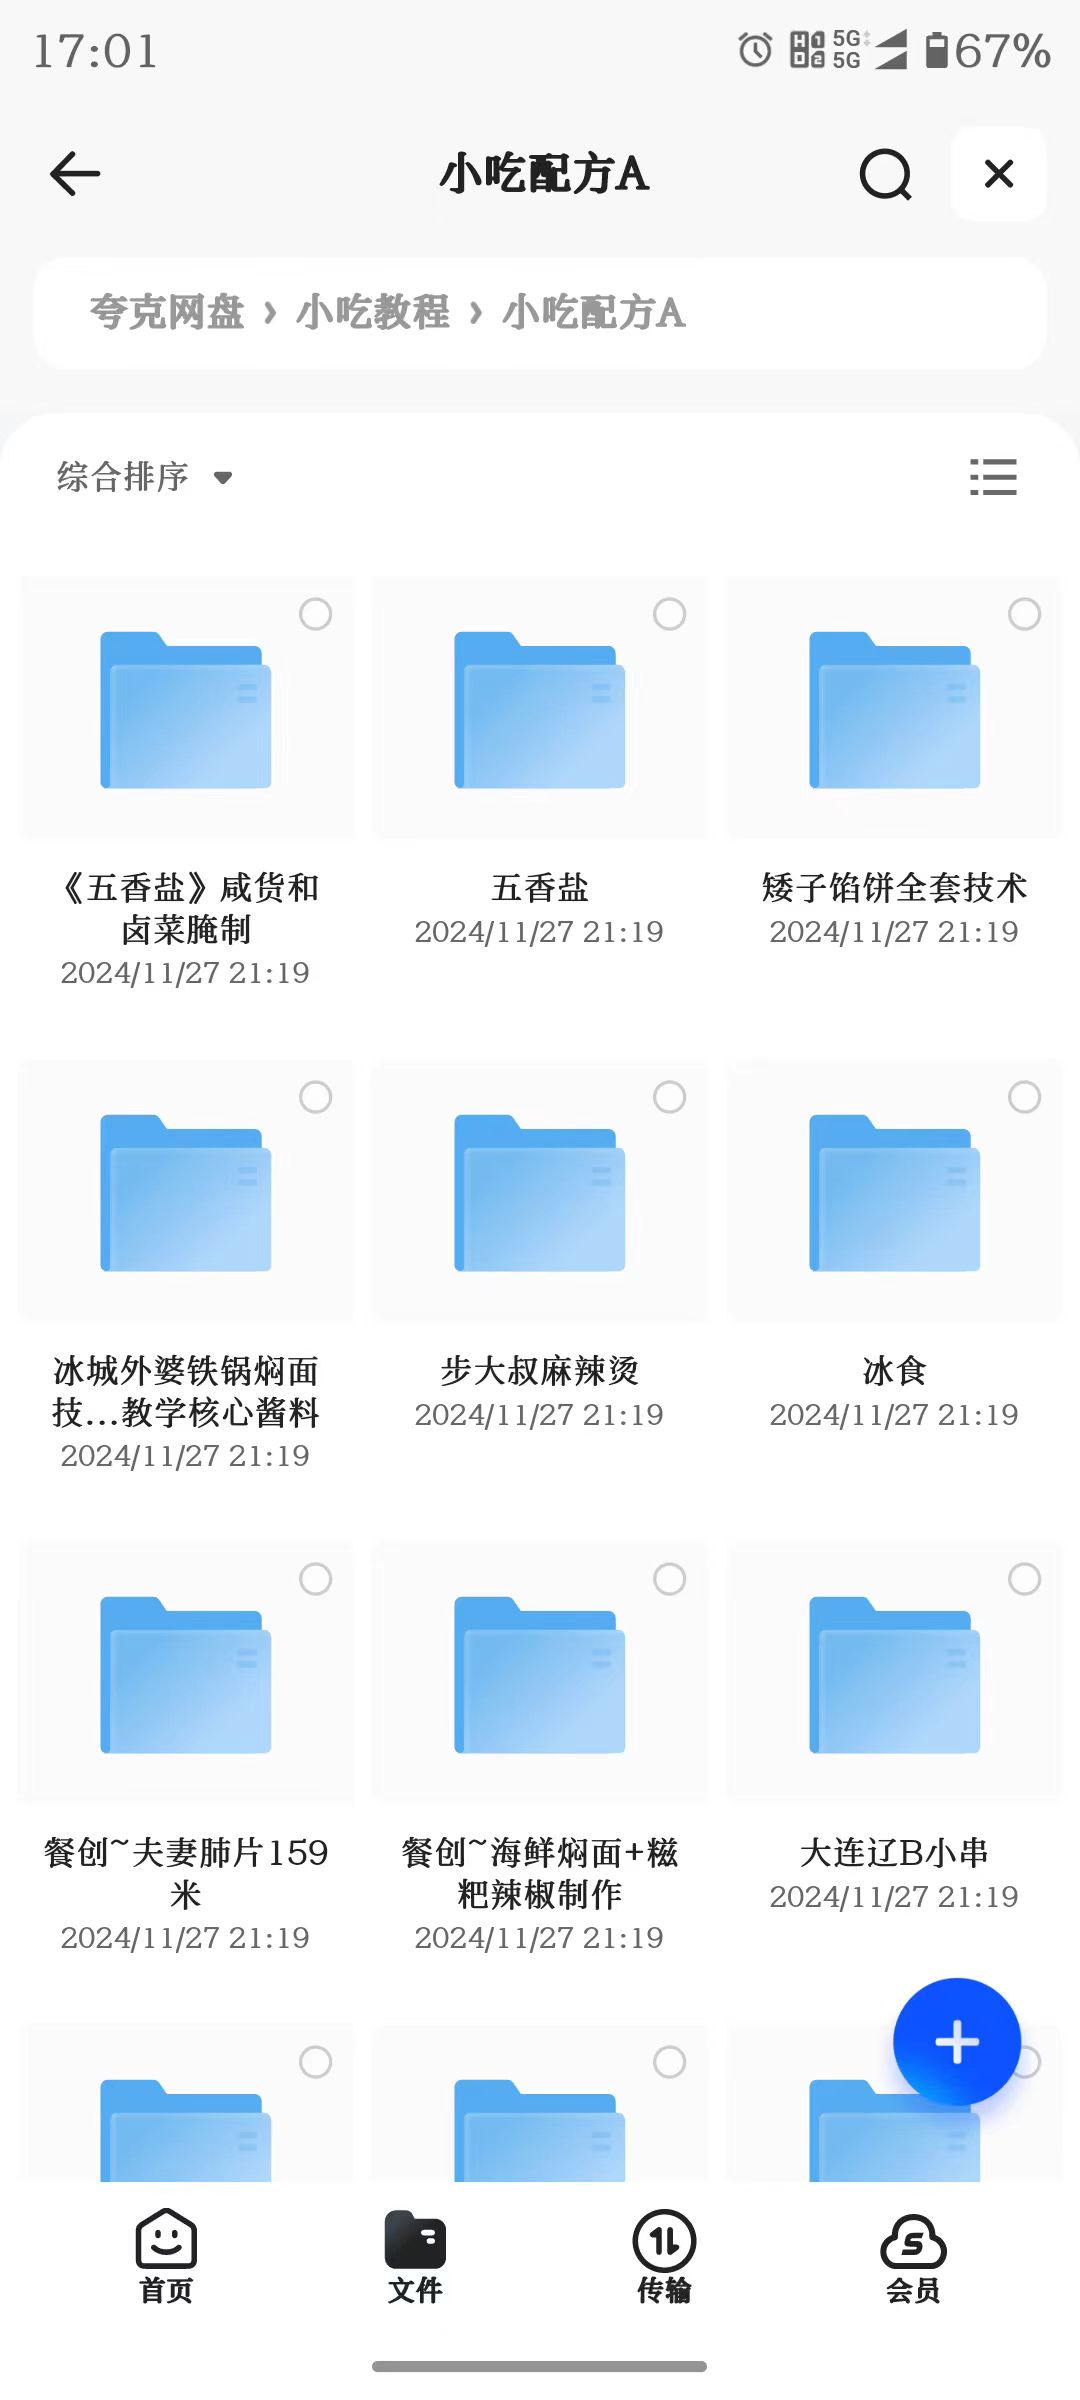 17:01
HD 1 2 5G 5G 67%
小吃配方A
夸克网盘 › 小吃教程 › 小吃配方A
综合排序
《五香盐》咸货和
卤菜腌制
2024/11/27 21:19
五香盐
2024/11/27 21:19
矮子馅饼全套技术
2024/11/27 21:19
冰城外婆铁锅焖面
技...教学核心酱料
2024/11/27 21:19
步大叔麻辣烫
2024/11/27 21:19
冰食
2024/11/27 21:19
餐创~夫妻肺片159
米
2024/11/27 21:19
餐创~海鲜焖面+糍
粑辣椒制作
2024/11/27 21:19
大连辽B小串
2024/11/27 21:19
首页
文件
传输
会员